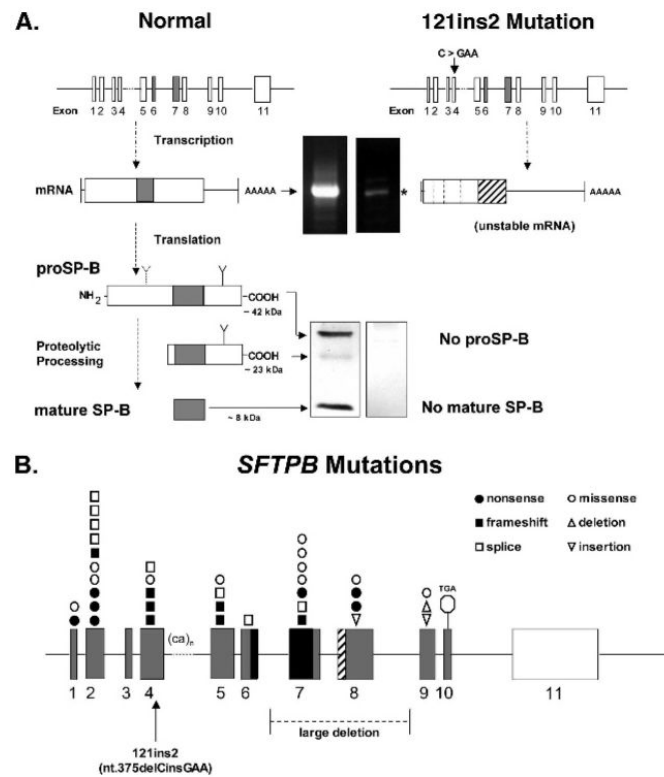 A.
Normal
121ins2 Mutation
C > GAA
Exon 1 2 3 4 5 6 7 8 9 10 11
1 2 3 4 5 6 7 8 9 10 11
Exon
Transcription
mRNA
AAAAA
*
AAAAA
(unstable mRNA)
Translation
proSP-B
Y Y
NH2
COOH
~ 42 kDa
No proSP-B
Y
Proteolytic
Processing
COOH
~ 23 kDa
mature SP-B
~ 8 kDa
No mature SP-B
B.
SFTPB Mutations
nonsense missense
frameshift deletion
splice insertion
TGA
(ca)n
1 2 3 4 5 6 7 8 9 10 11
large deletion
121ins2
(nt.375delCinsGAA)